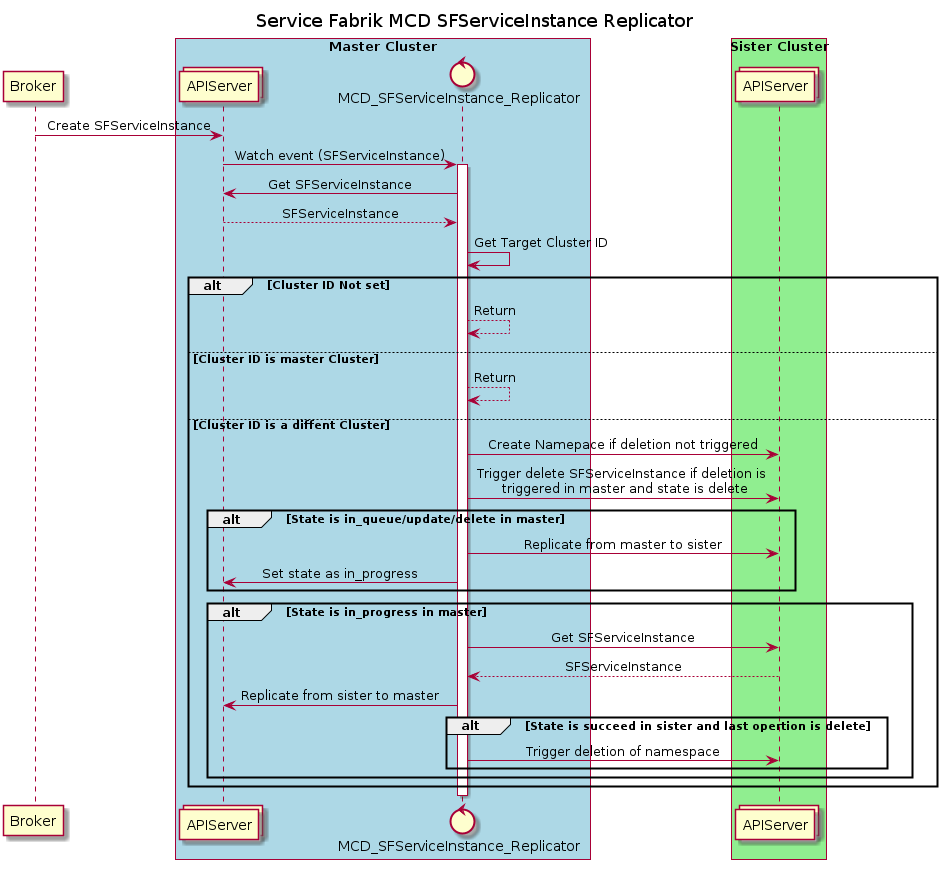 Service Fabrik MCD SFServiceInstance Replicator
Master Cluster
Sister Cluster
Broker
APIServer
MCD_SFServiceInstance_Replicator
APIServer
Create SFServiceInstance
Watch event (SFServiceInstance)
Get SFServiceInstance
SFServiceInstance
Get Target Cluster ID
alt
[Cluster ID Not set]
Return
[Cluster ID is master Cluster]
Return
[Cluster ID is a diffent Cluster]
Create Namepace if deletion not triggered
Trigger delete SFServiceInstance if deletion is
triggered in master and state is delete
alt
[State is in_queue/update/delete in master]
Replicate from master to sister
Set state as in_progress
alt
[State is in_progress in master]
Get SFServiceInstance
SFServiceInstance
Replicate from sister to master
alt
[State is succeed in sister and last opertion is delete]
Trigger deletion of namespace
Broker
APIServer
MCD_SFServiceInstance_Replicator
APIServer